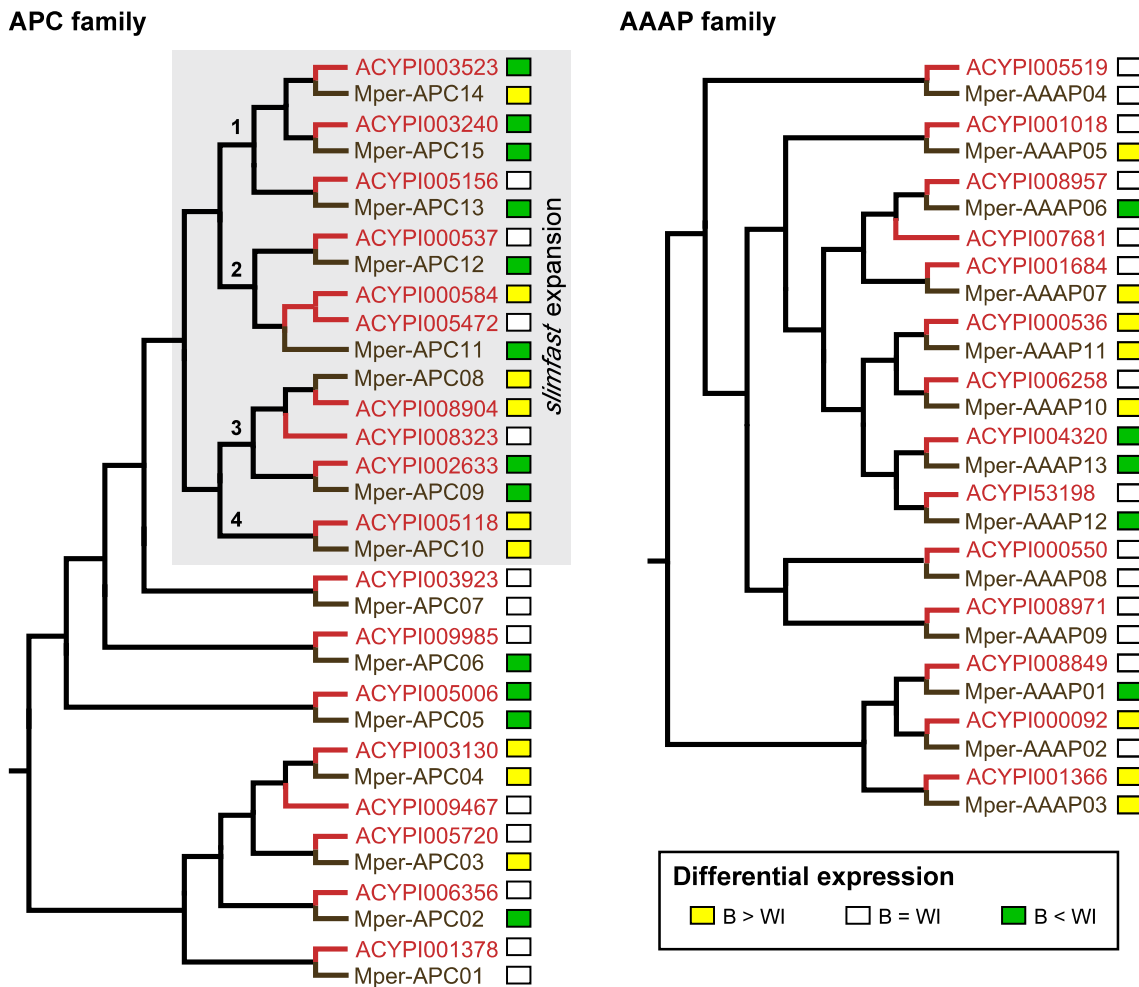 APC family
ACYPI003523
Mper-APC14
1
ACYPI003240
Mper-APC15
ACYPI005156
Mper-APC13
ACYPI000537
2
Mper-APC12
ACYPI000584
ACYPI005472
Mper-APC11
Mper-APC08
ACYPI008904
3
ACYPI008323
ACYPI002633
Mper-APC09
4
ACYPI005118
Mper-APC10
slimfast expansion
ACYPI003923
Mper-APC07
ACYPI009985
Mper-APC06
ACYPI005006
Mper-APC05
ACYPI003130
Mper-APC04
ACYPI009467
ACYPI005720
Mper-APC03
ACYPI006356
Mper-APC02
ACYPI001378
Mper-APC01
AAAP family
ACYPI005519
Mper-AAAP04
ACYPI001018
Mper-AAAP05
ACYPI008957
Mper-AAAP06
ACYPI007681
ACYPI001684
Mper-AAAP07
ACYPI000536
Mper-AAAP11
ACYPI006258
Mper-AAAP10
ACYPI004320
Mper-AAAP13
ACYPI53198
Mper-AAAP12
ACYPI000550
Mper-AAAP08
ACYPI008971
Mper-AAAP09
ACYPI008849
Mper-AAAP01
ACYPI000092
Mper-AAAP02
ACYPI001366
Mper-AAAP03
Differential expression
B > WI
B = WI
B < WI